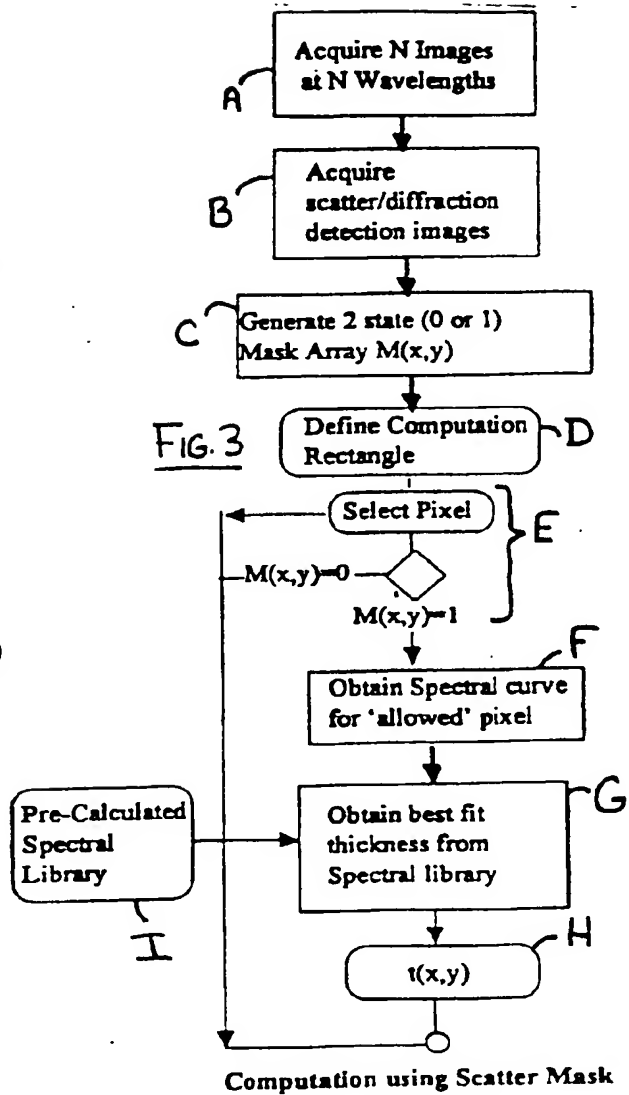 Acquire N Images
at N Wavelengths
A
Acquire
scatter/diffraction
detection images
B
Generate 2 state (0 or 1)
Mask Array M(x,y)
C
FIG. 3
Define Computation
Rectangle
D
Select Pixel
E
M(x,y)=0
M(x,y)=1
F
Obtain Spectral curve
for 'allowed' pixel
Pre-Calculated
Spectral
Library
I
Obtain best fit
thickness from
Spectral library
G
H
t(x,y)
Computation using Scatter Mask